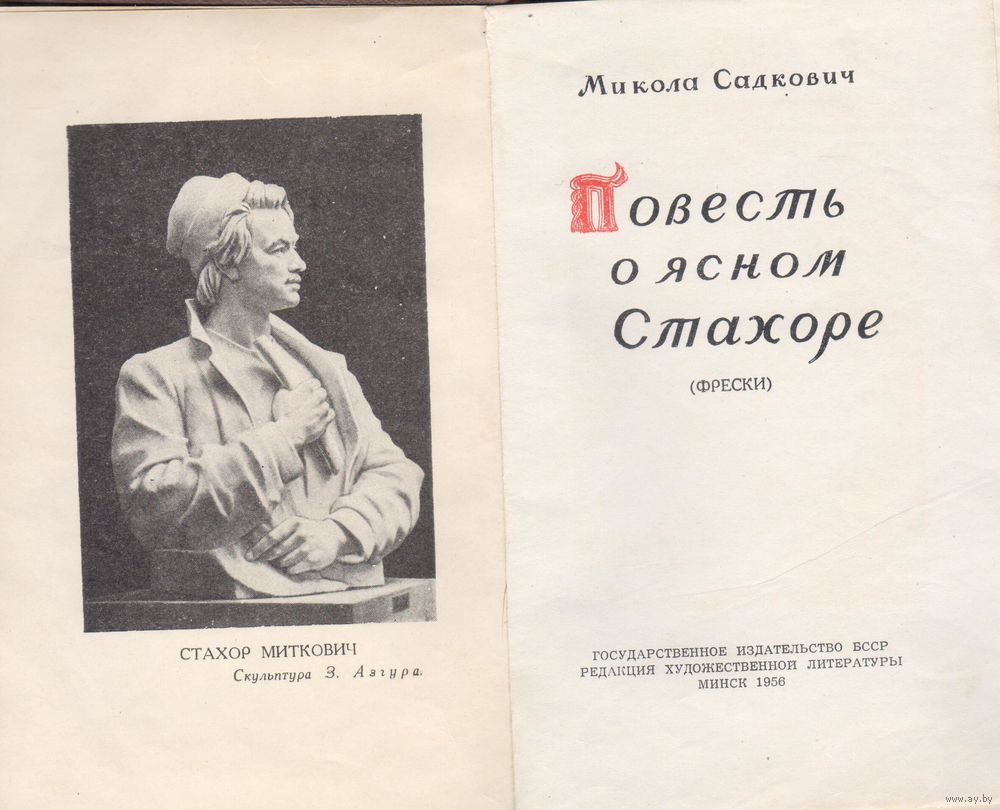 СТАХОР МИТКОВИЧ
Скульптура З. Азгура.
Микола Садкович
Повесть
о ясном
Стахоре
(ФРЕСКИ)
ГОСУДАРСТВЕННОЕ ИЗДАТЕЛЬСТВО БССР
РЕДАКЦИЯ ХУДОЖЕСТВЕННОЙ ЛИТЕРАТУРЫ
МИНСК 1956
www.ay.by